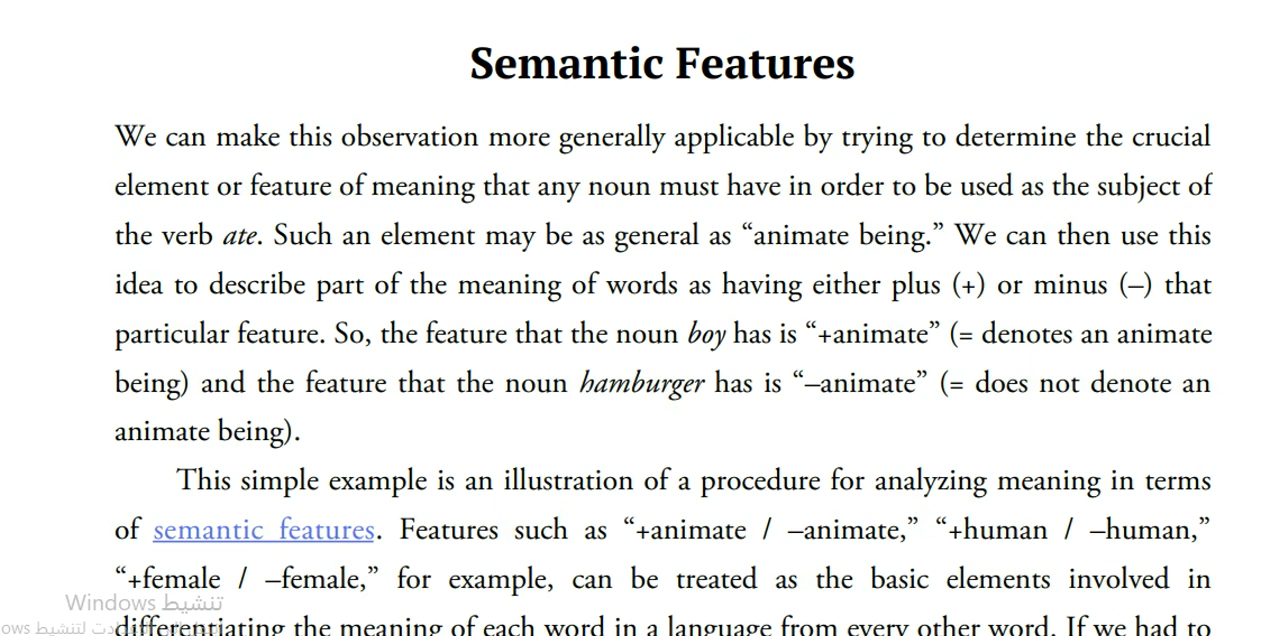 Semantic Features
We can make this observation more generally applicable by trying to determine the crucial
element or feature of meaning that any noun must have in order to be used as the subject of
the verb ate. Such an element may be as general as “animate being.” We can then use this
idea to describe part of the meaning of words as having either plus (+) or minus (–) that
particular feature. So, the feature that the noun boy has is “+animate” (= denotes an animate
being) and the feature that the noun hamburger has is “–animate” (= does not denote an
animate being).
This simple example is an illustration of a procedure for analyzing meaning in terms
of semantic features. Features such as “+animate / –animate,” “+human / –human,”
“+female / –female,” for example, can be treated as the basic elements involved in
تنشيط Windows
differentiating the meaning of each word in a language from every other word. If we had to
لتنشيط